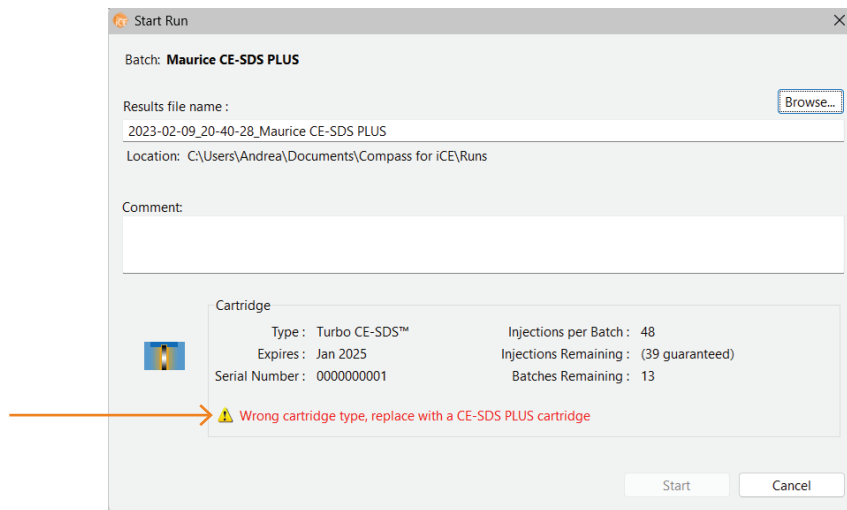 iCE Start Run
Batch: Maurice CE-SDS PLUS
Results file name :
Browse...
2023-02-09_20-40-28_Maurice CE-SDS PLUS
Location: C:\Users\Andrea\Documents\Compass for iCE\Runs
Comment:
Cartridge
Type : Turbo CE-SDS™ Injections per Batch : 48
Expires : Jan 2025 Injections Remaining : (39 guaranteed)
Serial Number : 0000000001 Batches Remaining : 13
Wrong cartridge type, replace with a CE-SDS PLUS cartridge
Start Cancel